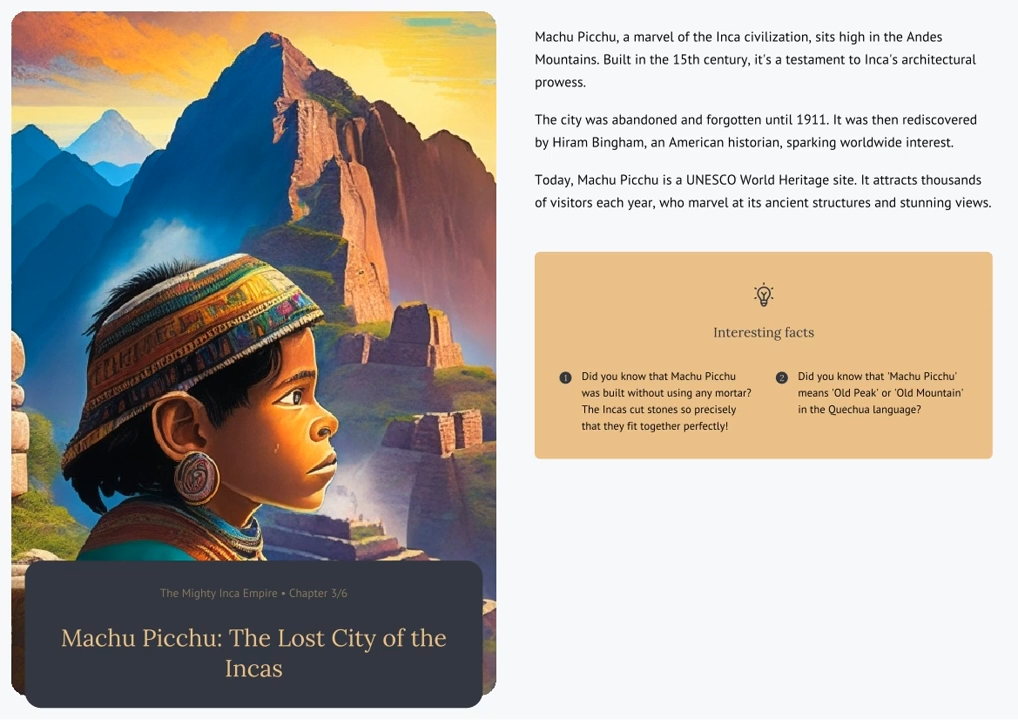 The Mighty Inca Empire • Chapter 3/6
Machu Picchu: The Lost City of the
Incas
Machu Picchu, a marvel of the Inca civilization, sits high in the Andes
Mountains. Built in the 15th century, it's a testament to Inca's architectural
prowess.
The city was abandoned and forgotten until 1911. It was then rediscovered
by Hiram Bingham, an American historian, sparking worldwide interest.
Today, Machu Picchu is a UNESCO World Heritage site. It attracts thousands
of visitors each year, who marvel at its ancient structures and stunning views.
Interesting facts
1 Did you know that Machu Picchu
was built without using any mortar?
The Incas cut stones so precisely
that they fit together perfectly!
2 Did you know that 'Machu Picchu'
means 'Old Peak' or 'Old Mountain'
in the Quechua language?